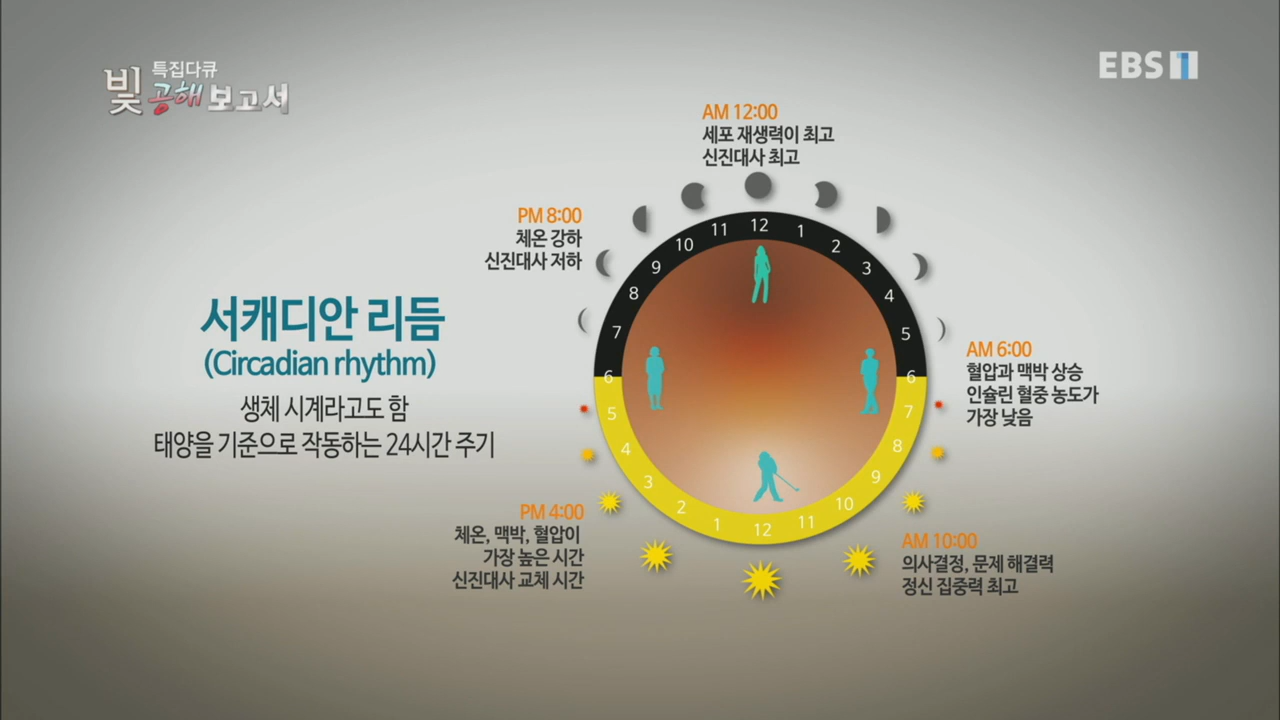 특집다큐
빛 공해 보고서
EBS 1
AM 12:00
세포 재생력이 최고
신진대사 최고
PM 8:00
체온 강하
신진대사 저하
서캐디안 리듬
(Circadian rhythm)
생체 시계라고도 함
태양을 기준으로 작동하는 24시간 주기
12
1
2
3
4
5
6
7
8
9
10
11
12
1
2
3
4
5
6
7
8
9
10
11
AM 6:00
혈압과 맥박 상승
인슐린 혈중 농도가
가장 낮음
AM 10:00
의사결정, 문제 해결력
정신 집중력 최고
PM 4:00
체온, 맥박, 혈압이
가장 높은 시간
신진대사 교체 시간